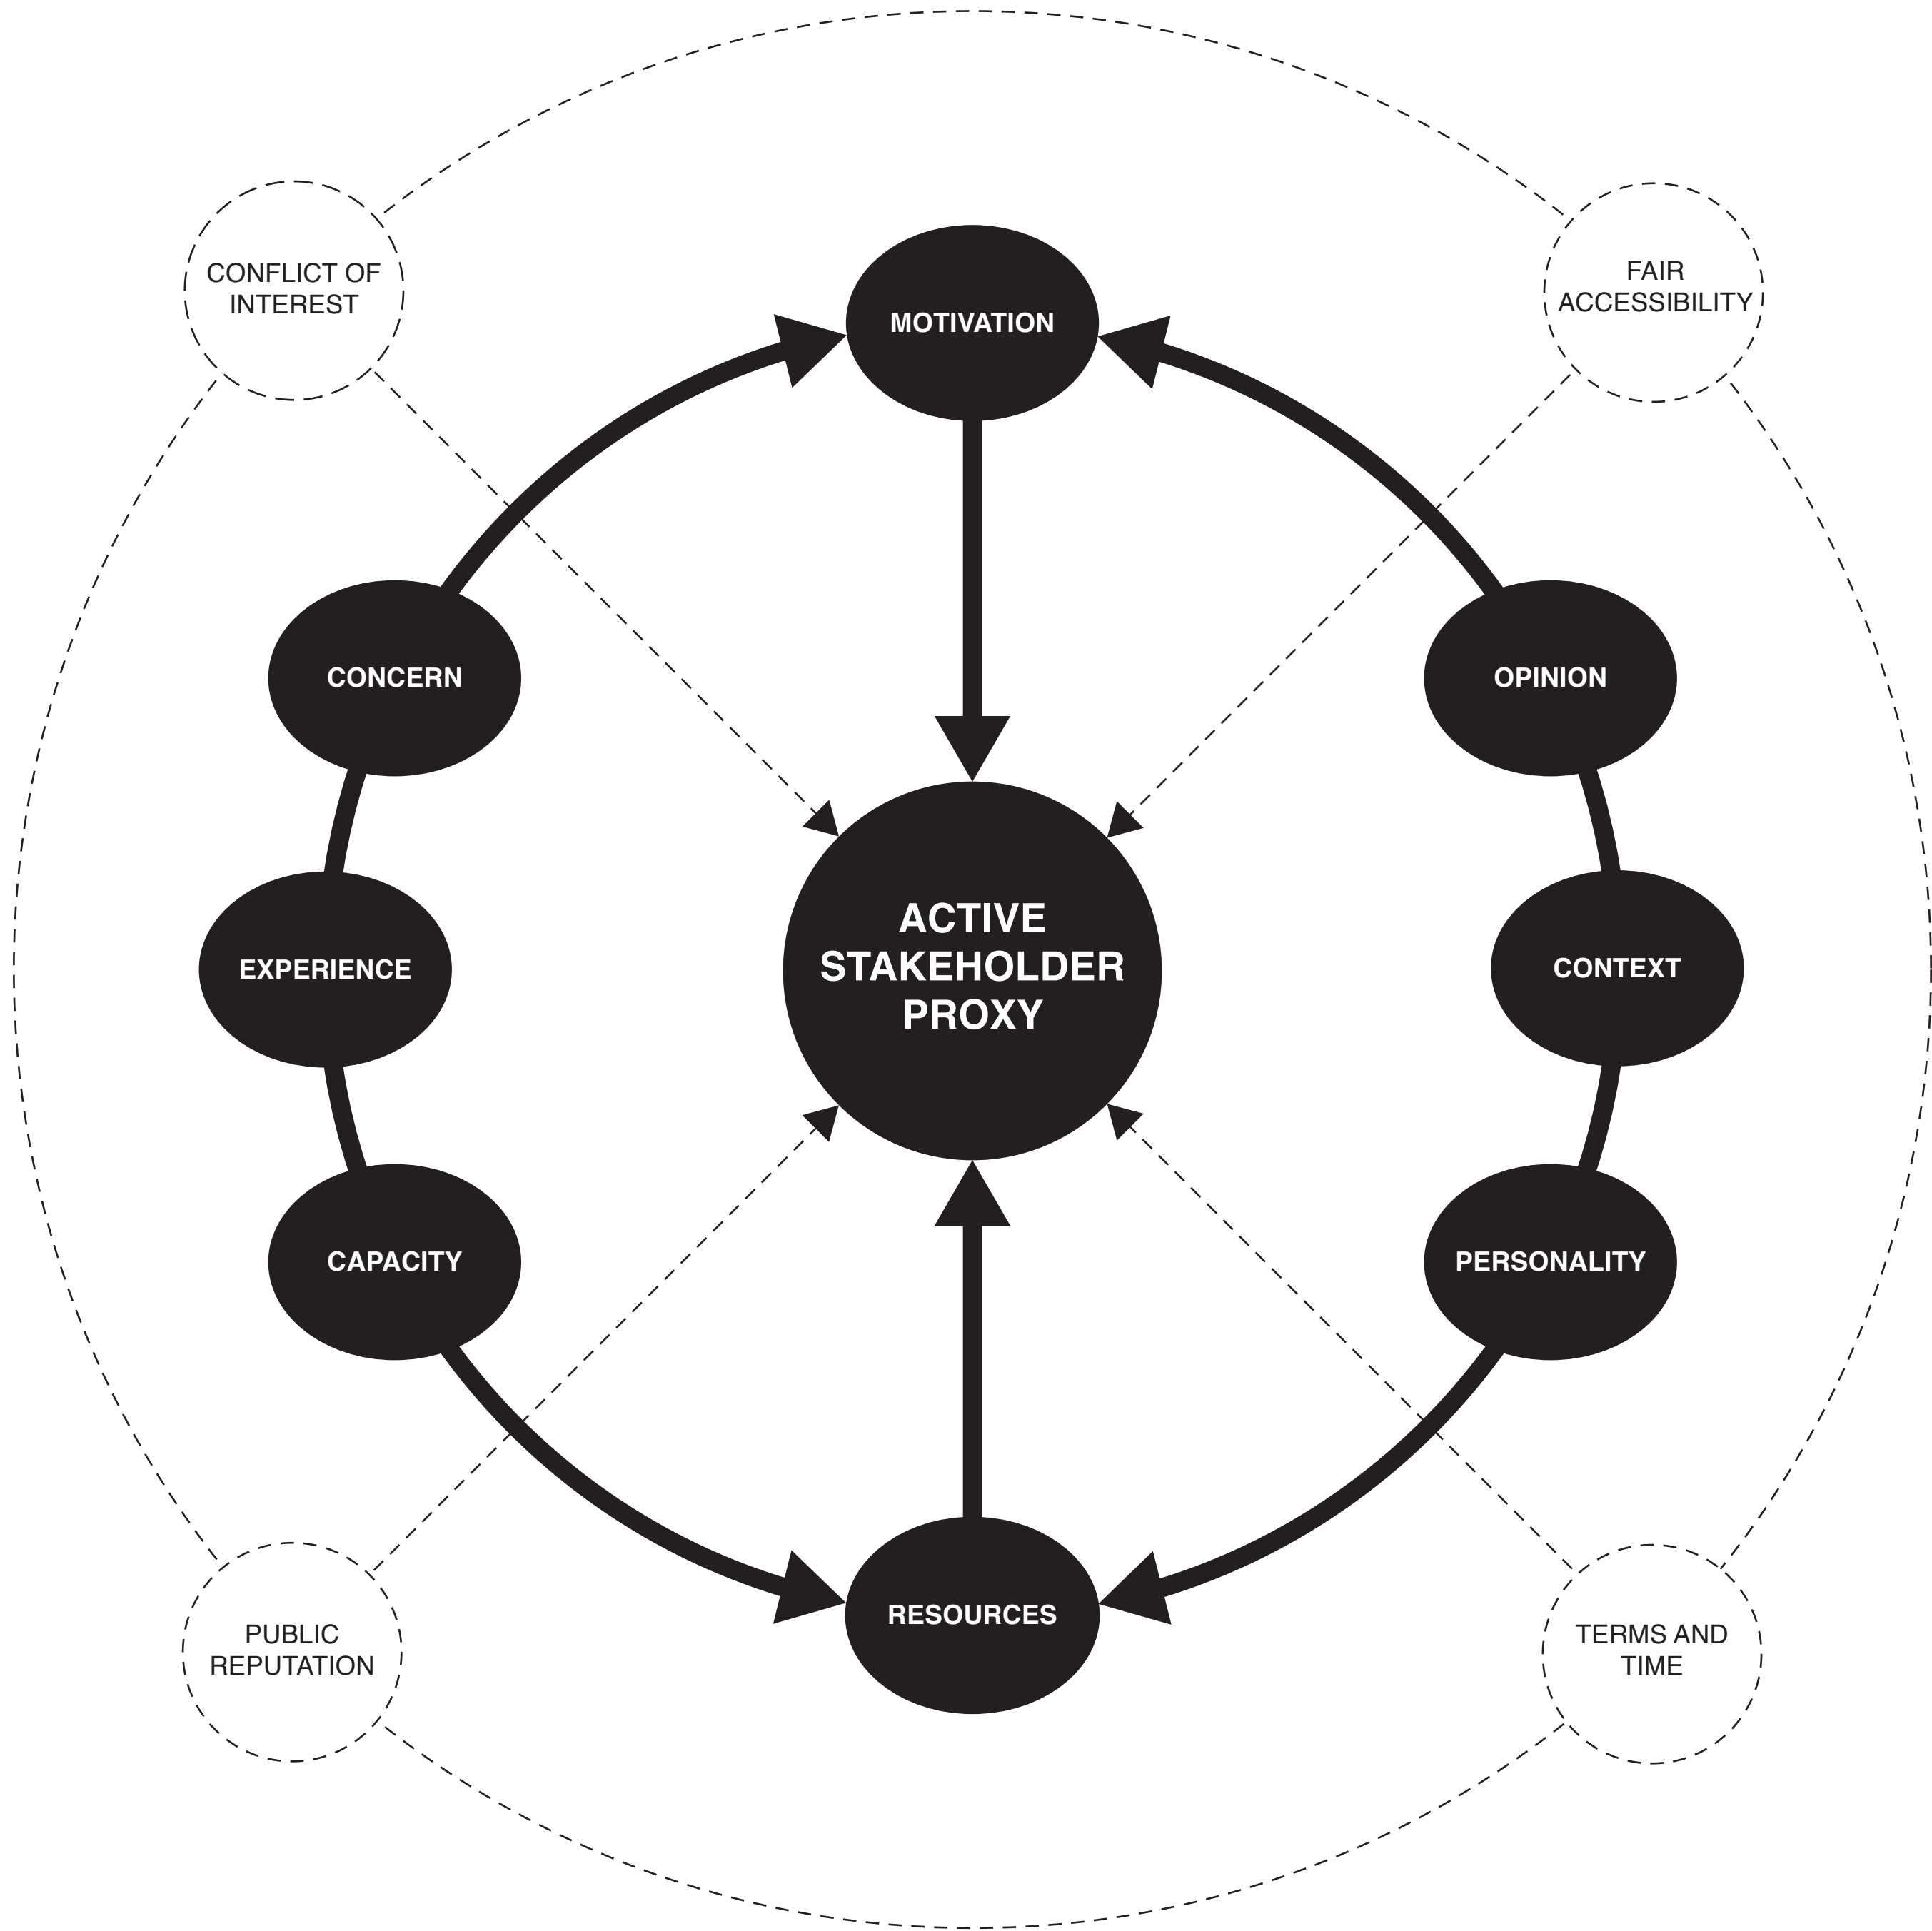 CONFLICT OF
INTEREST
FAIR
ACCESSIBILITY
MOTIVATION
CONCERN
OPINION
ACTIVE
STAKEHOLDER
PROXY
EXPERIENCE
CONTEXT
CAPACITY
PERSONALITY
RESOURCES
PUBLIC
REPUTATION
TERMS AND
TIME